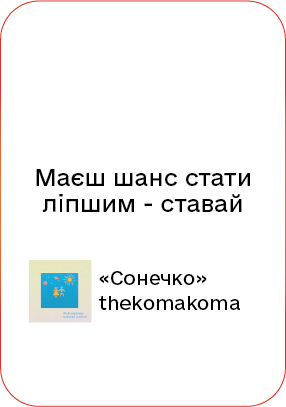 Маєш шанс стати
ліпшим - ставай
«Сонечко»
thekomakoma